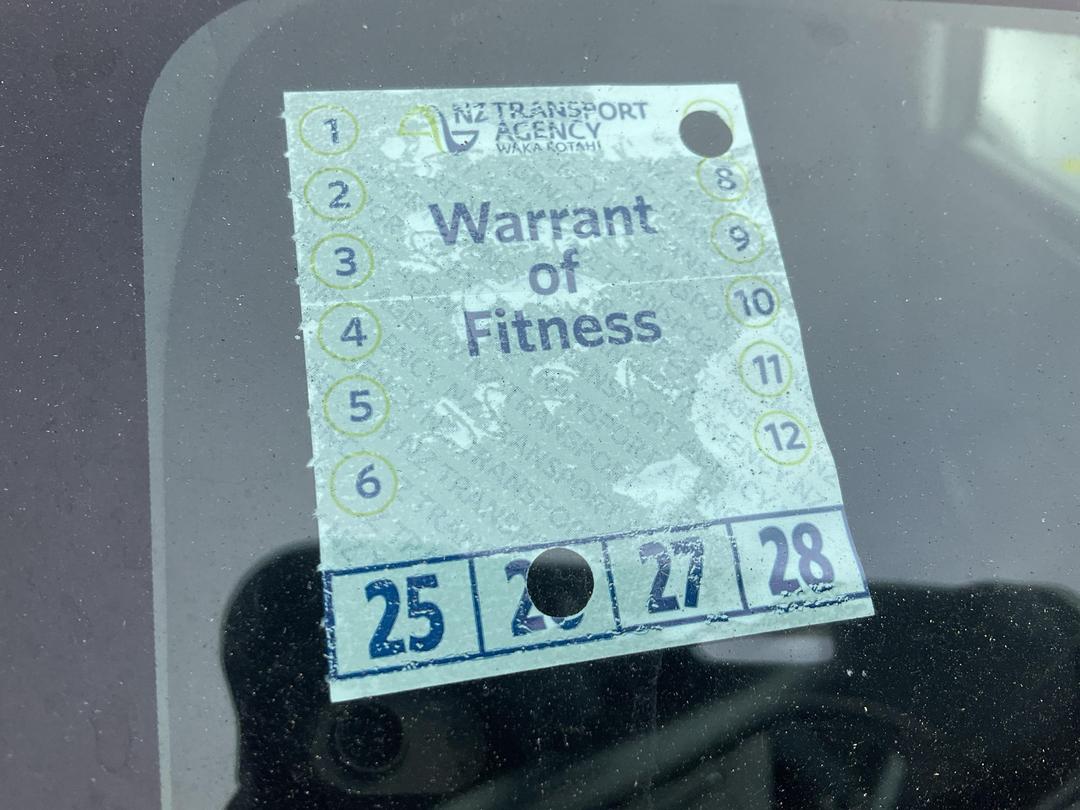 NZ TRANSPORT
AGENCY
WAKA KOTAHI
Warrant
of
Fitness
1
2
3
4
5
6
8
9
10
11
12
25
27
28